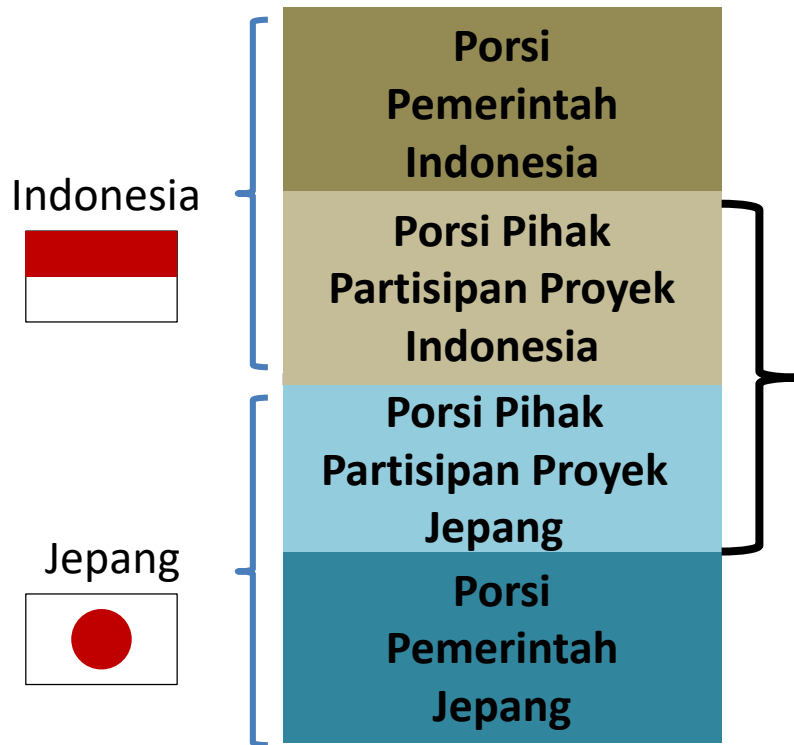 Porsi
Pemerintah
Indonesia
Indonesia
Porsi Pihak
Partisipan Proyek
Indonesia
Porsi Pihak
Partisipan Proyek
Jepang
Jepang
Porsi
Pemerintah
Jepang